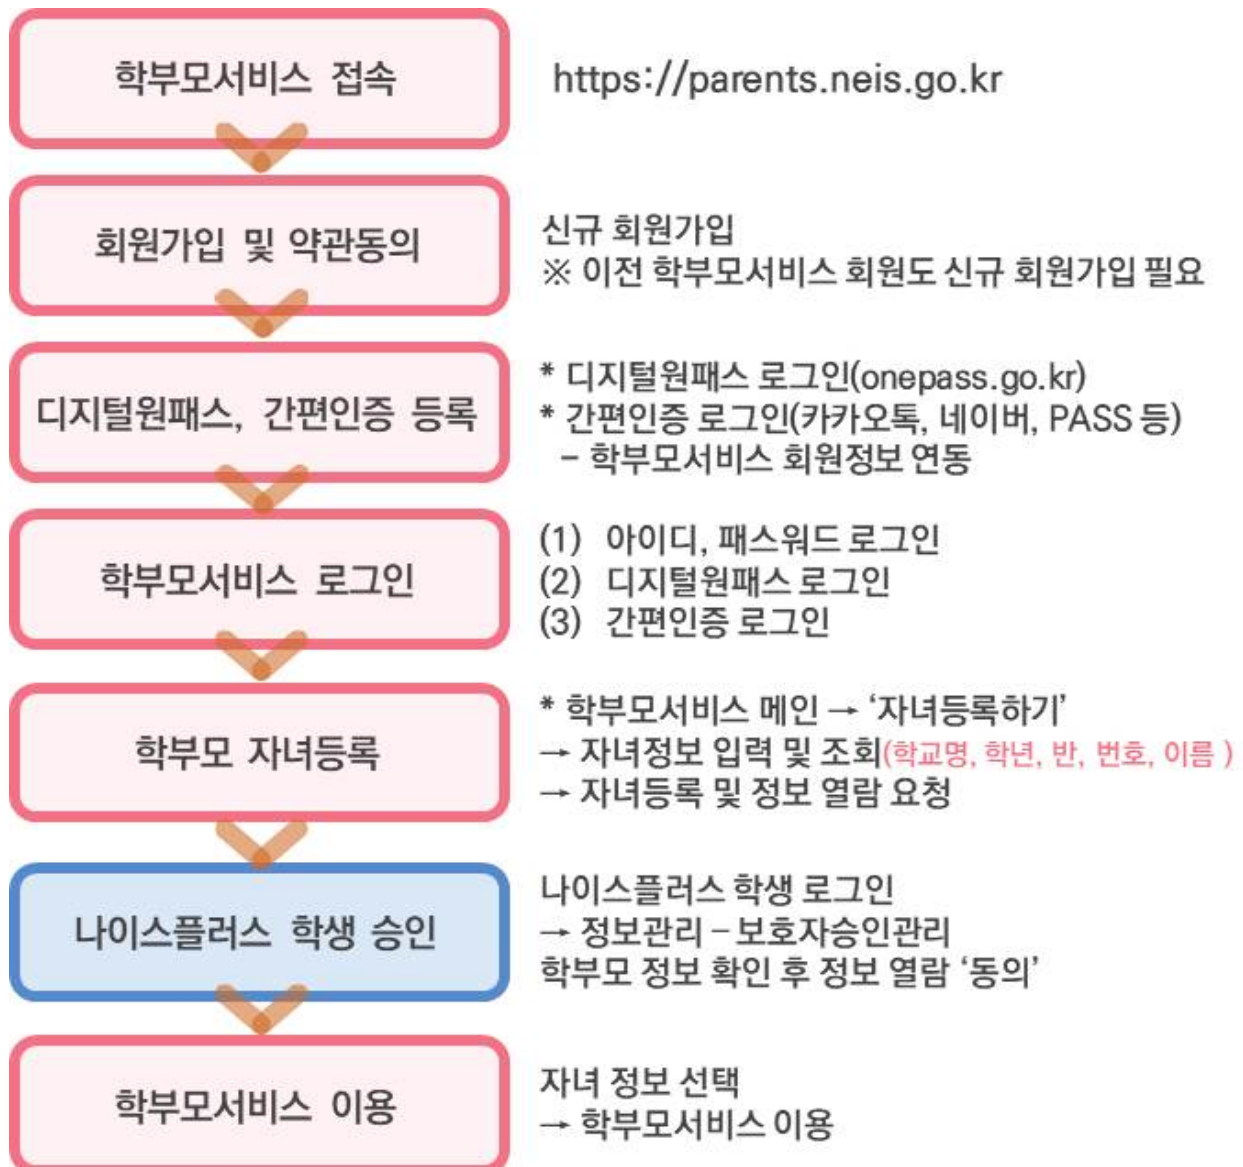 학부모서비스 접속
https://parents.neis.go.kr
회원가입 및 약관동의
신규 회원가입
※ 이전 학부모서비스 회원도 신규 회원가입 필요
디지털원패스, 간편인증 등록
* 디지털원패스 로그인(onepass.go.kr)
* 간편인증 로그인(카카오톡, 네이버, PASS 등)
- 학부모서비스 회원정보 연동
학부모서비스 로그인
(1) 아이디, 패스워드 로그인
(2) 디지털원패스 로그인
(3) 간편인증 로그인
학부모 자녀등록
* 학부모서비스 메인 → ‘자녀등록하기’
→ 자녀정보 입력 및 조회(학교명, 학년, 반, 번호, 이름 )
→ 자녀등록 및 정보 열람 요청
나이스플러스 학생 승인
나이스플러스 학생 로그인
→ 정보관리 – 보호자승인관리
학부모 정보 확인 후 정보 열람 ‘동의’
학부모서비스 이용
자녀 정보 선택
→ 학부모서비스 이용